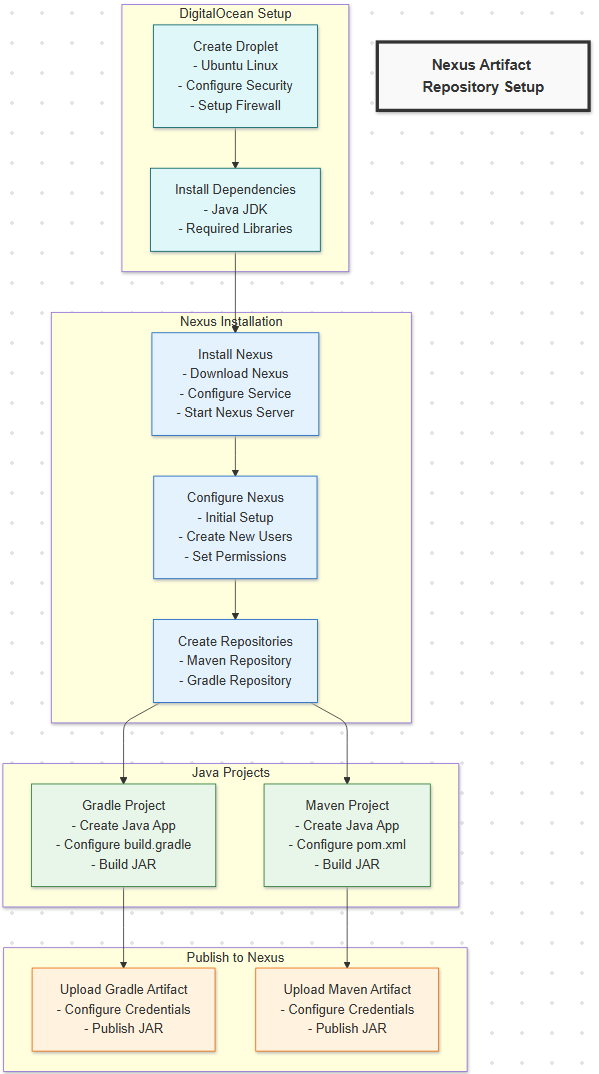 DigitalOcean Setup
Create Droplet
- Ubuntu Linux
- Configure Security
- Setup Firewall
Nexus Artifact
Repository Setup
Install Dependencies
- Java JDK
- Required Libraries
Nexus Installation
Install Nexus
- Download Nexus
- Configure Service
- Start Nexus Server
Configure Nexus
- Initial Setup
- Create New Users
- Set Permissions
Create Repositories
- Maven Repository
- Gradle Repository
Java Projects
Gradle Project
- Create Java App
- Configure build.gradle
- Build JAR
Maven Project
- Create Java App
- Configure pom.xml
- Build JAR
Publish to Nexus
Upload Gradle Artifact
- Configure Credentials
- Publish JAR
Upload Maven Artifact
- Configure Credentials
- Publish JAR